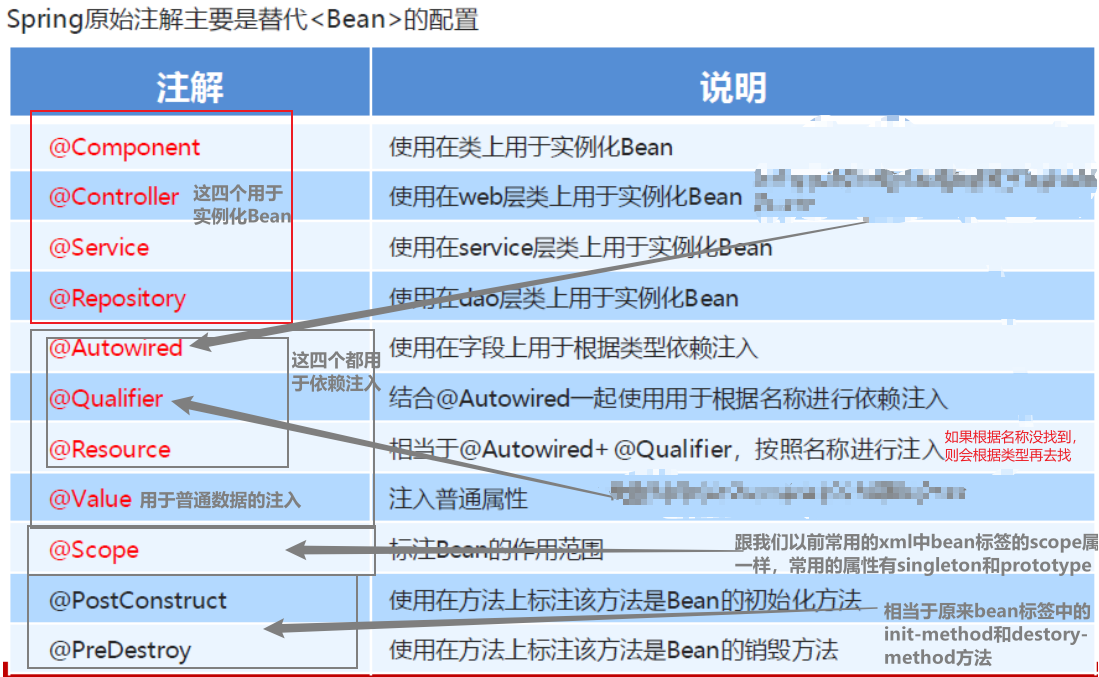 Spring原始注解主要是替代<Bean>的配置
注解
说明
@Component
使用在类上用于实例化Bean
@Controller
这四个用于
实例化Bean
使用在web层类上用于实例化Bean
@Service
使用在service层类上用于实例化Bean
@Repository
使用在dao层类上用于实例化Bean
@Autowired
这四个都用
于依赖注入
使用在字段上用于根据类型依赖注入
@Qualifier
结合@Autowired一起使用用于根据名称进行依赖注入
@Resource
相当于@Autowired+ @Qualifier，按照名称进行注入
如果根据名称没找到，
则会根据类型再去找
@Value
用于普通数据的注入
注入普通属性
@Scope
标注Bean的作用范围
跟我们以前常用的xml中bean标签的scope属
一样，常用的属性有singleton和prototype
@PostConstruct
使用在方法上标注该方法是Bean的初始化方法
@PreDestroy
使用在方法上标注该方法是Bean的销毁方法
相当于原来bean标签中的
init-method和destory-
method方法